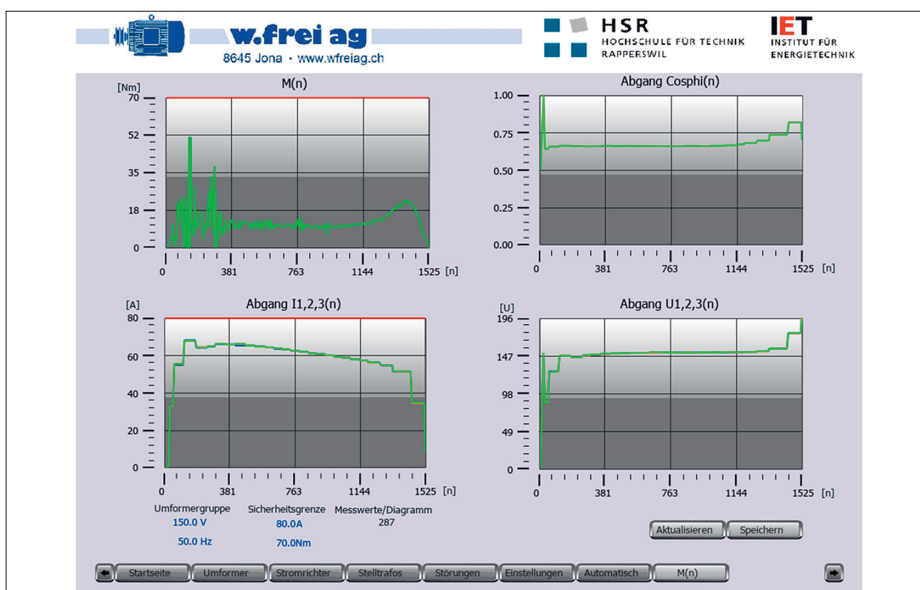 w.frei ag
8645 Jona • www.wfreiag.ch
HSR
HOCHSCHULE FÜR TECHNIK
RAPPERSWIL
IET
INSTITUT FÜR
ENERGIETECHNIK
M(n)
[Nm]
70
52
35
18
0
0 381 763 1144 1525 [n]
Abgang Cosphi(n)
1.00
0.75
0.50
0.25
0.00
0 381 763 1144 1525 [n]
Abgang I1,2,3(n)
[A]
80
60
40
20
0
0 381 763 1144 1525 [n]
Abgang U1,2,3(n)
[U]
196
147
98
49
0
0 381 763 1144 1525 [n]
Umformergruppe Sicherheitsgrenze Messwerte/Diagramm
150.0 V 80.0A 287
50.0 Hz 70.0Nm
Aktualisieren Speichern
Startseite Umformer Stromrichter Stelltrafos Störungen Einstellungen Automatisch M(n)